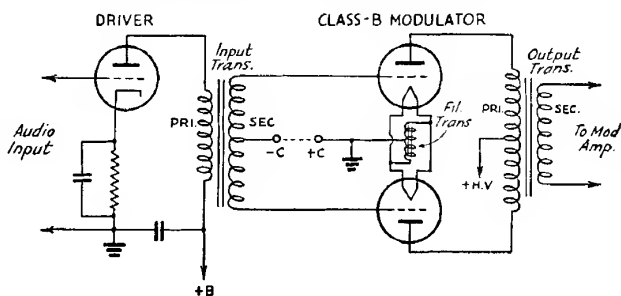 DRIVER
CLASS-B MODULATOR
Input
Trans.
Output
Trans.
PRI.
SEC
Fil.
Trans
PRI.
SEC.
Audio
Input
-C
+C
To Mod
Amp.
+H.V
+B